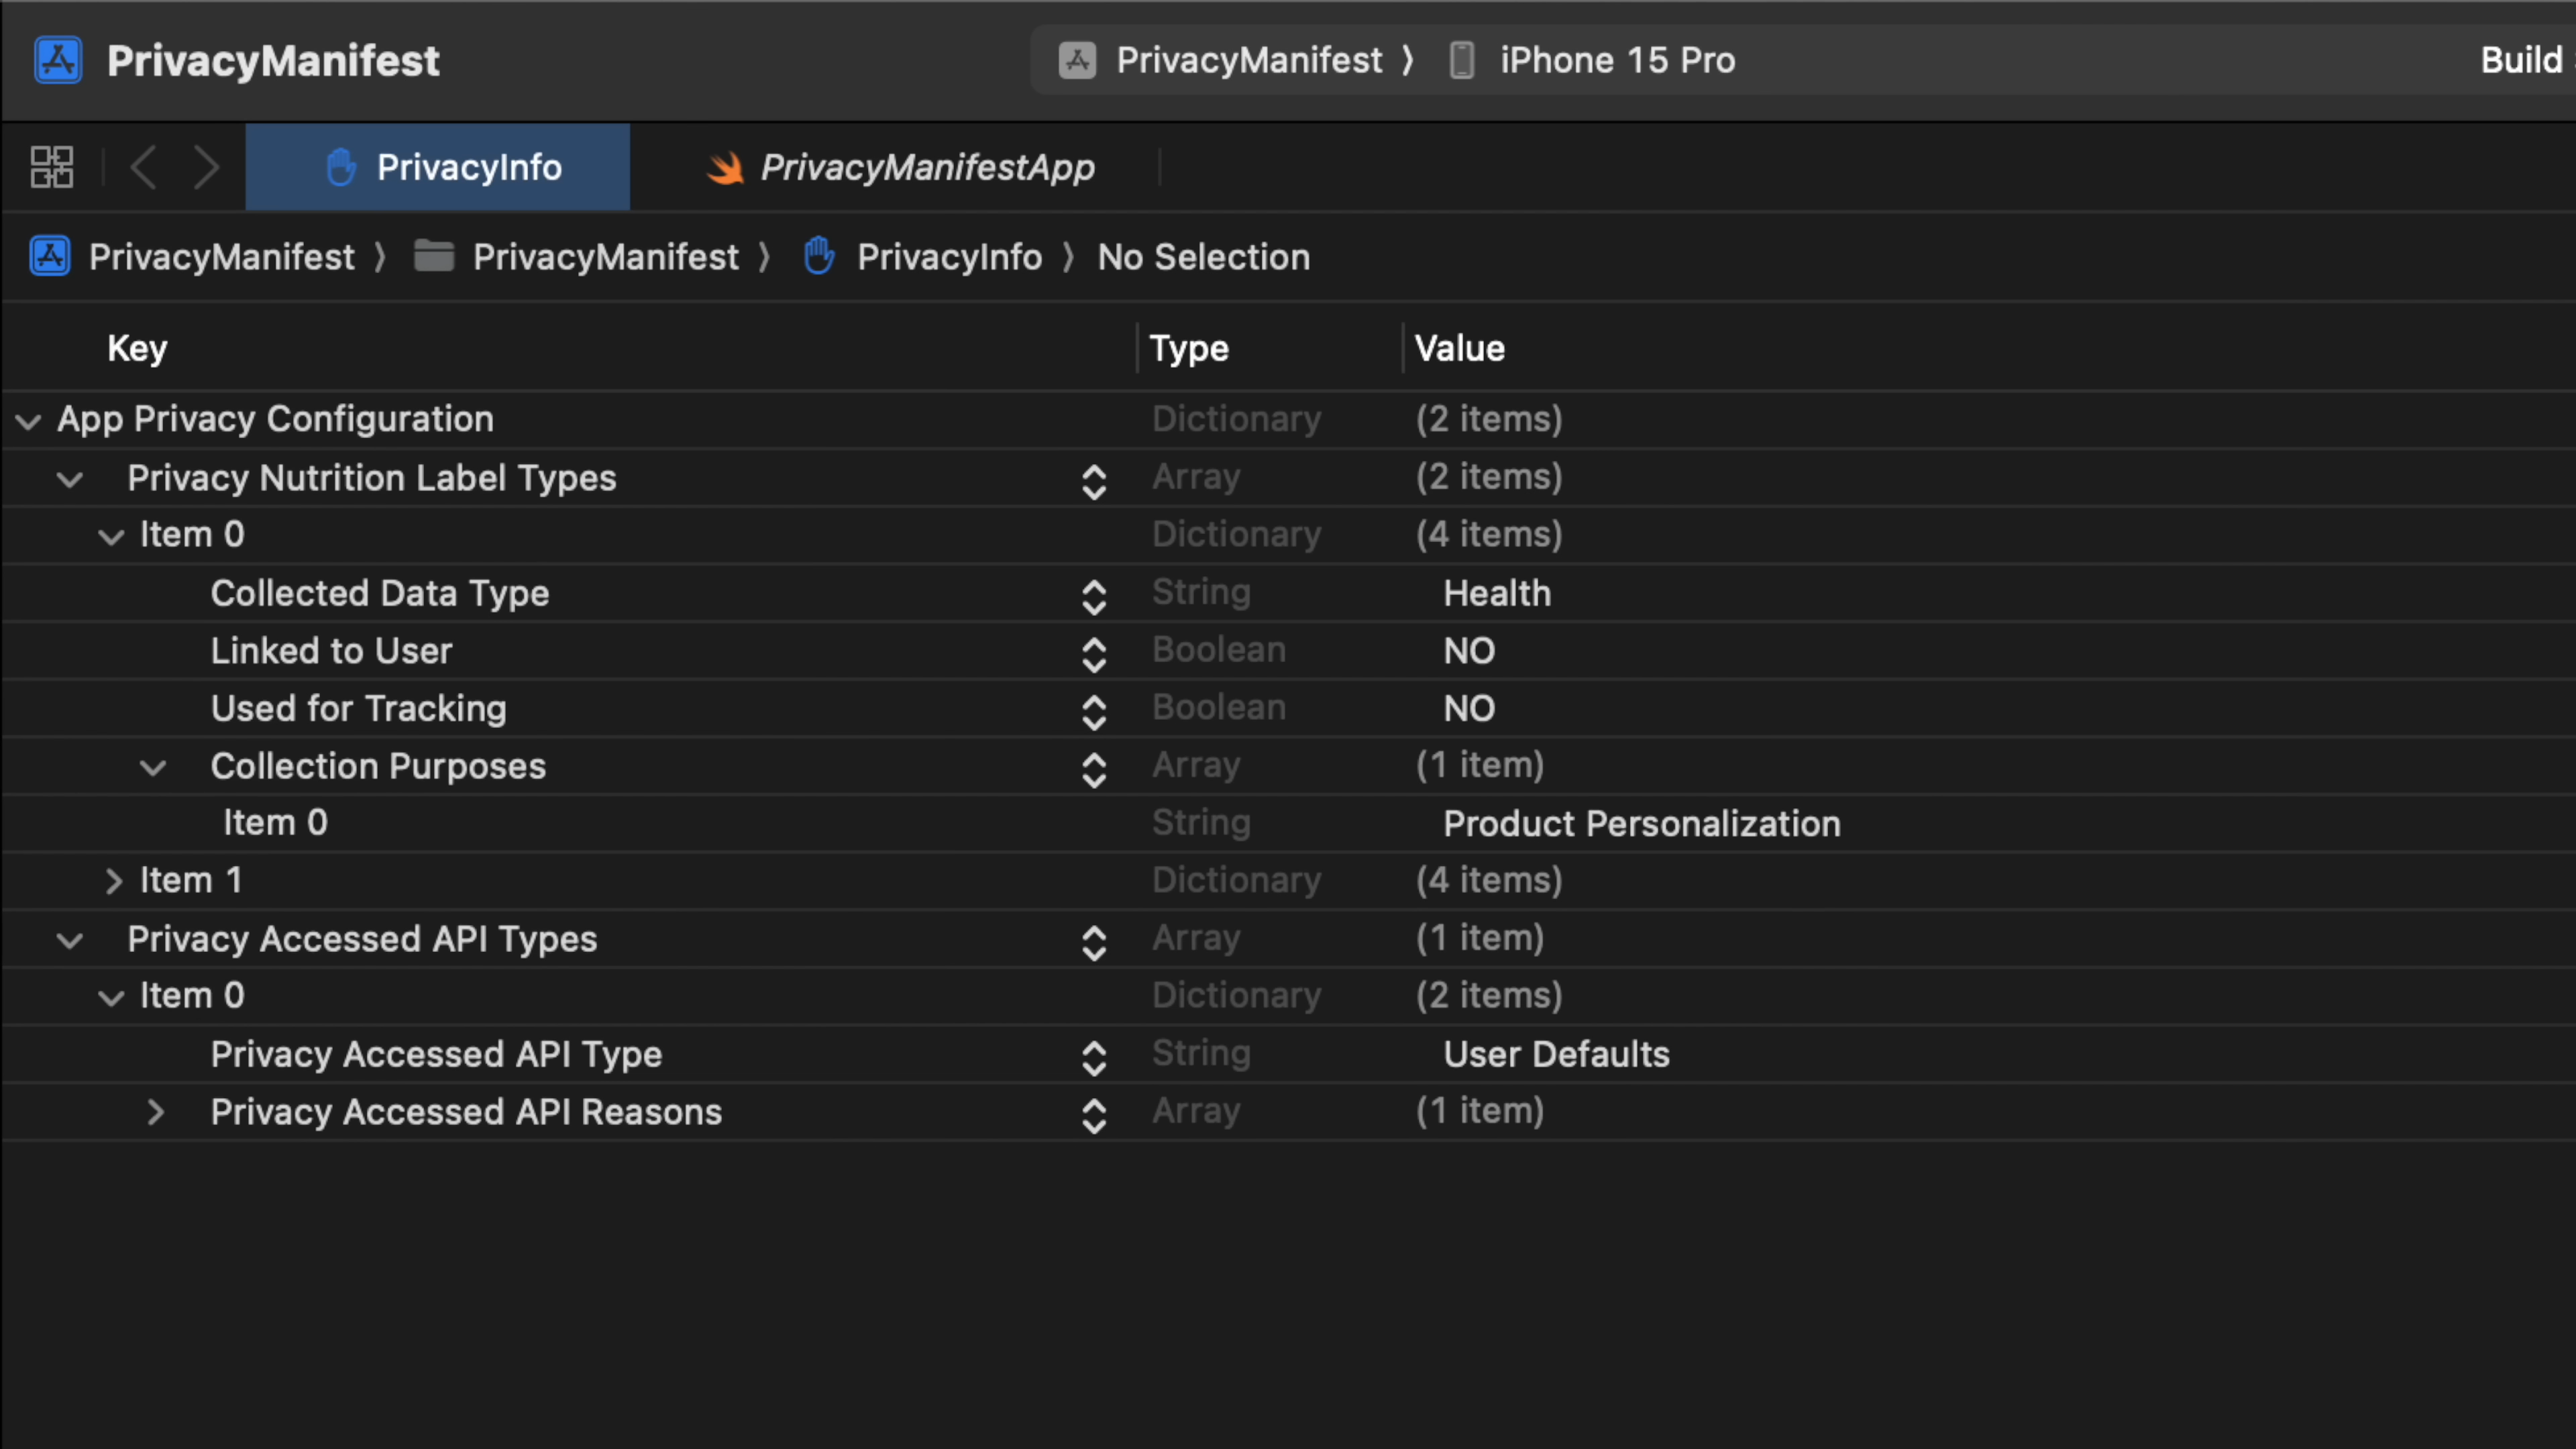 PrivacyManifest
PrivacyManifest 〉 iPhone 15 Pro
Build
PrivacyInfo
PrivacyManifestApp
PrivacyManifest 〉 PrivacyManifest 〉 PrivacyInfo 〉 No Selection
Key Type Value
App Privacy Configuration Dictionary (2 items)
Privacy Nutrition Label Types Array (2 items)
Item 0 Dictionary (4 items)
Collected Data Type String Health
Linked to User Boolean NO
Used for Tracking Boolean NO
Collection Purposes Array (1 item)
Item 0 String Product Personalization
Item 1 Dictionary (4 items)
Privacy Accessed API Types Array (1 item)
Item 0 Dictionary (2 items)
Privacy Accessed API Type String User Defaults
Privacy Accessed API Reasons Array (1 item)